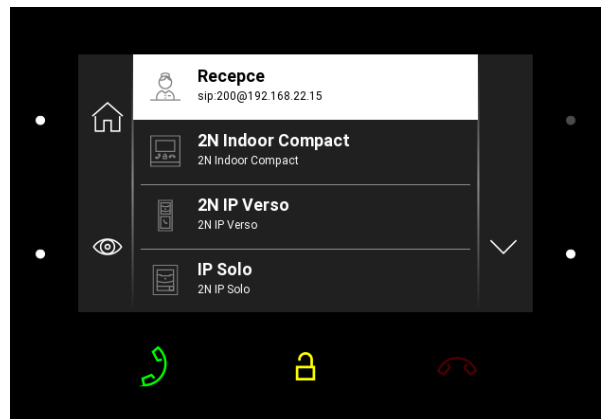 Recepce
sip:200@192.168.22.15
2N Indoor Compact
2N Indoor Compact
2N IP Verso
2N IP Verso
IP Solo
2N IP Solo